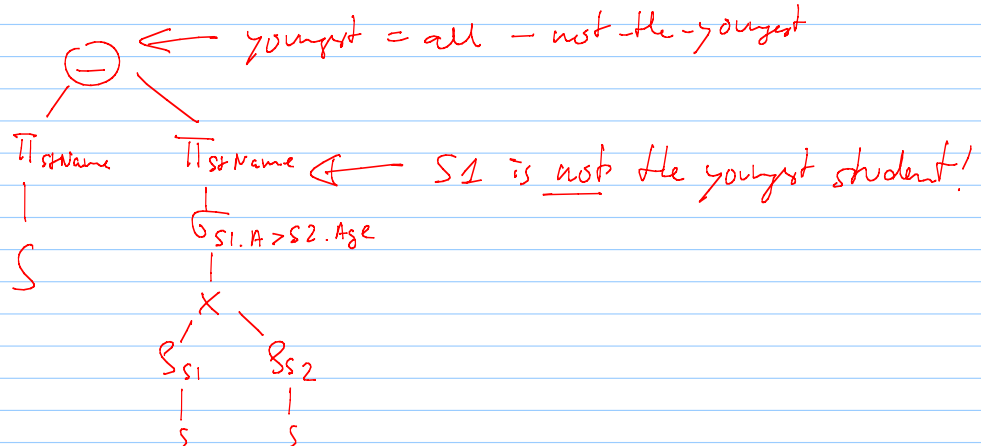 − ← youngest = all − not-the-youngest
Π stName Π stName ← S1 is not the youngest student!
S σ S1.A>S2.Age
×
ρ S1 ρ S2
S S